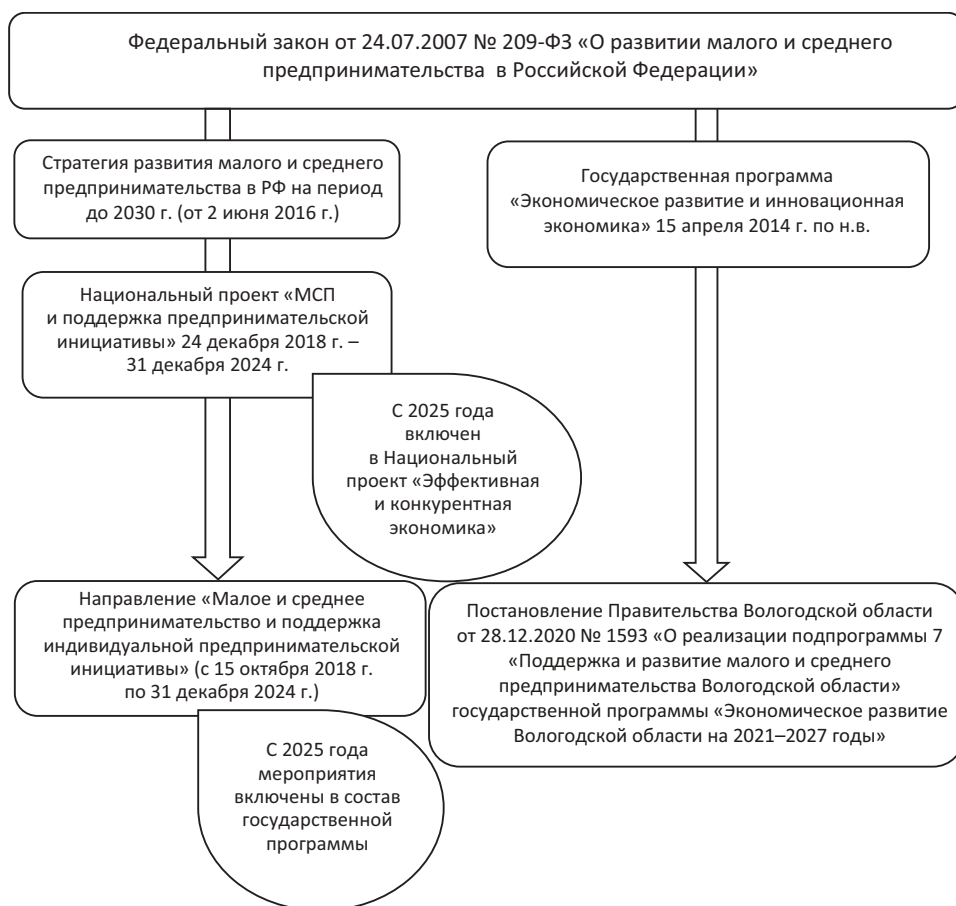 Федеральный закон от 24.07.2007 № 209-ФЗ «О развитии малого и среднего
предпринимательства в Российской Федерации»
Стратегия развития малого и среднего
предпринимательства в РФ на период
до 2030 г. (от 2 июня 2016 г.)
Государственная программа
«Экономическое развитие и инновационная
экономика» 15 апреля 2014 г. по н.в.
Национальный проект «МСП
и поддержка предпринимательской
инициативы» 24 декабря 2018 г. –
31 декабря 2024 г.
С 2025 года
включен
в Национальный
проект «Эффективная
и конкурентная
экономика»
Направление «Малое и среднее
предпринимательство и поддержка
индивидуальной предпринимательской
инициативы» (с 15 октября 2018 г.
по 31 декабря 2024 г.)
Постановление Правительства Вологодской области
от 28.12.2020 № 1593 «О реализации подпрограммы 7
«Поддержка и развитие малого и среднего
предпринимательства Вологодской области»
государственной программы «Экономическое развитие
Вологодской области на 2021–2027 годы»
С 2025 года
мероприятия
включены в состав
государственной
программы